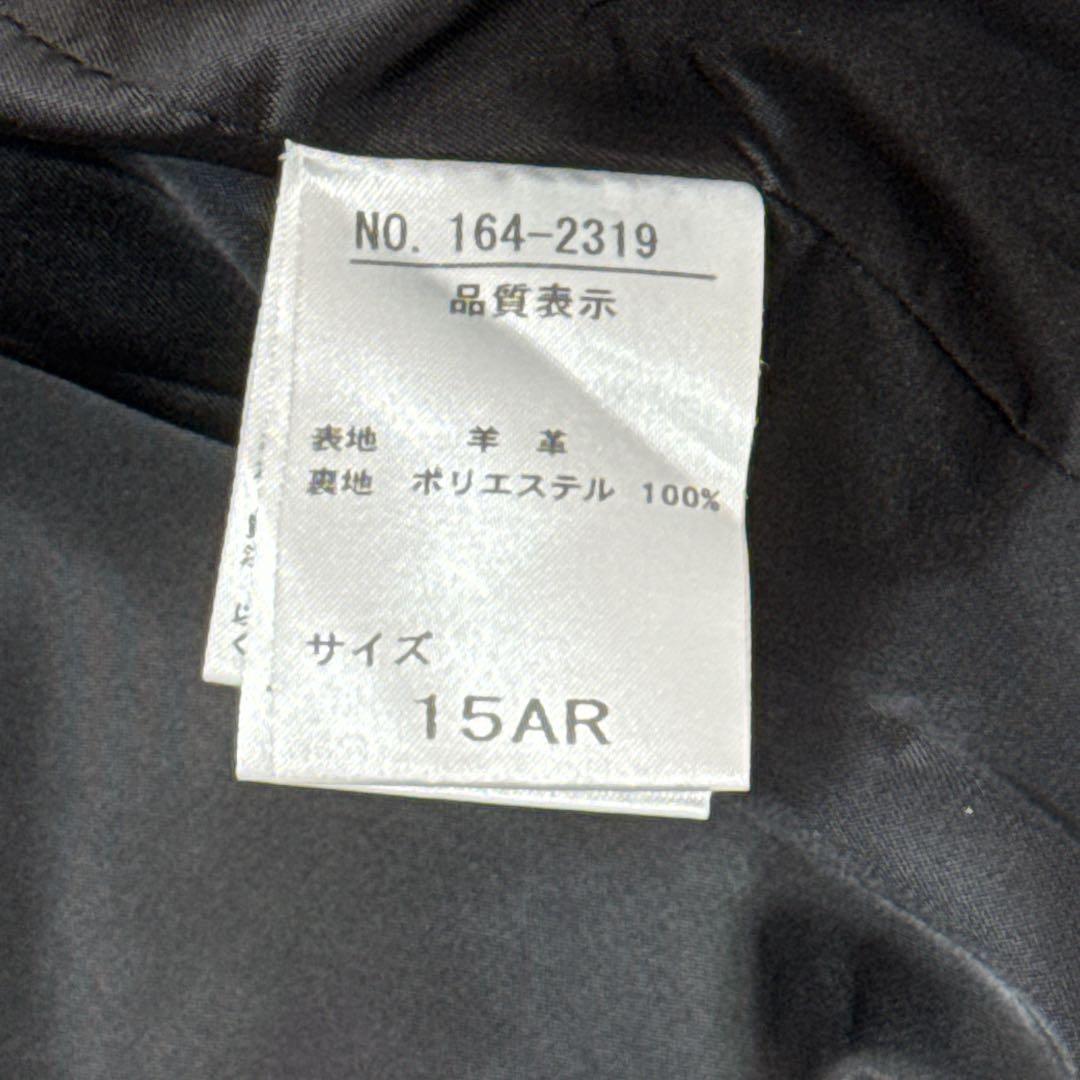 NO. 164-2319
品質表示
表地 羊 革
裏地 ポリエステル 100%
サイズ
15AR